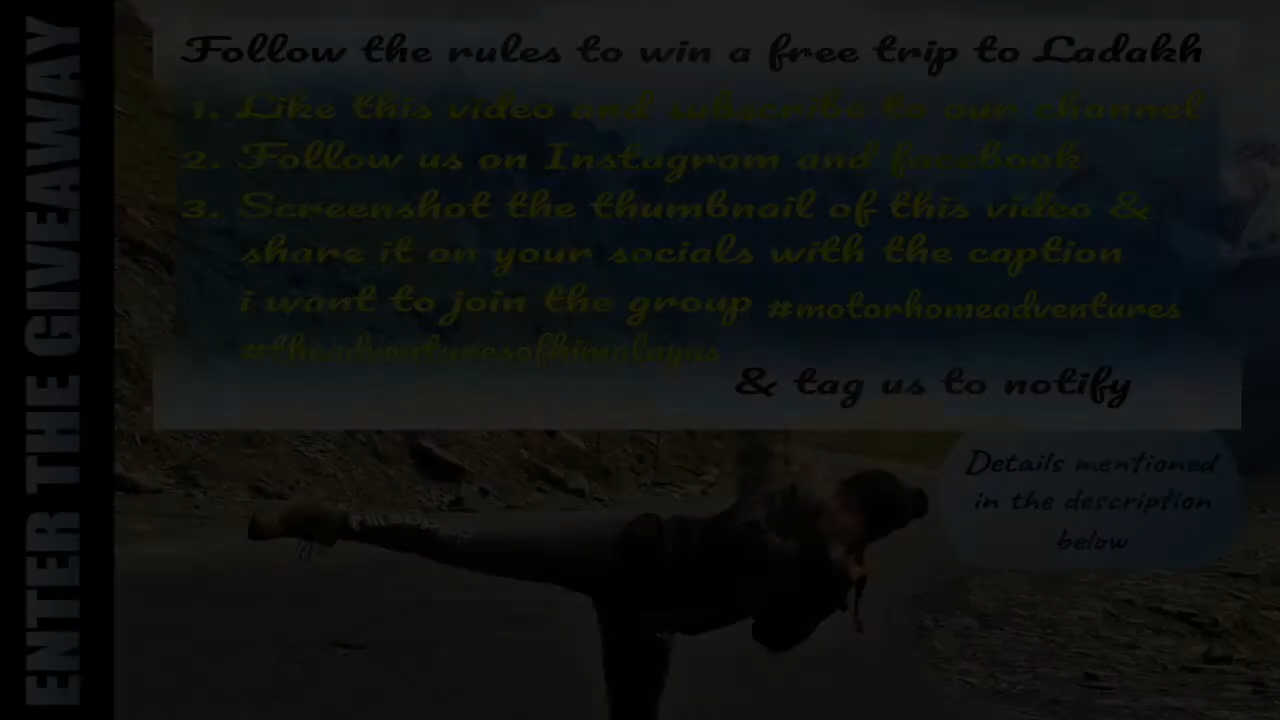 ENTER THE GIVEAWAY
Follow the rules to win a free trip to Ladakh
1. Like this video and subscribe to our channel
2. Follow us on Instagram and facebook
3. Screenshot the thumbnail of this video &
share it on your socials with the caption
i want to join the group #motorhomeadventures
#theadventuresofhimalayas
& tag us to notify
Details mentioned
in the description
below